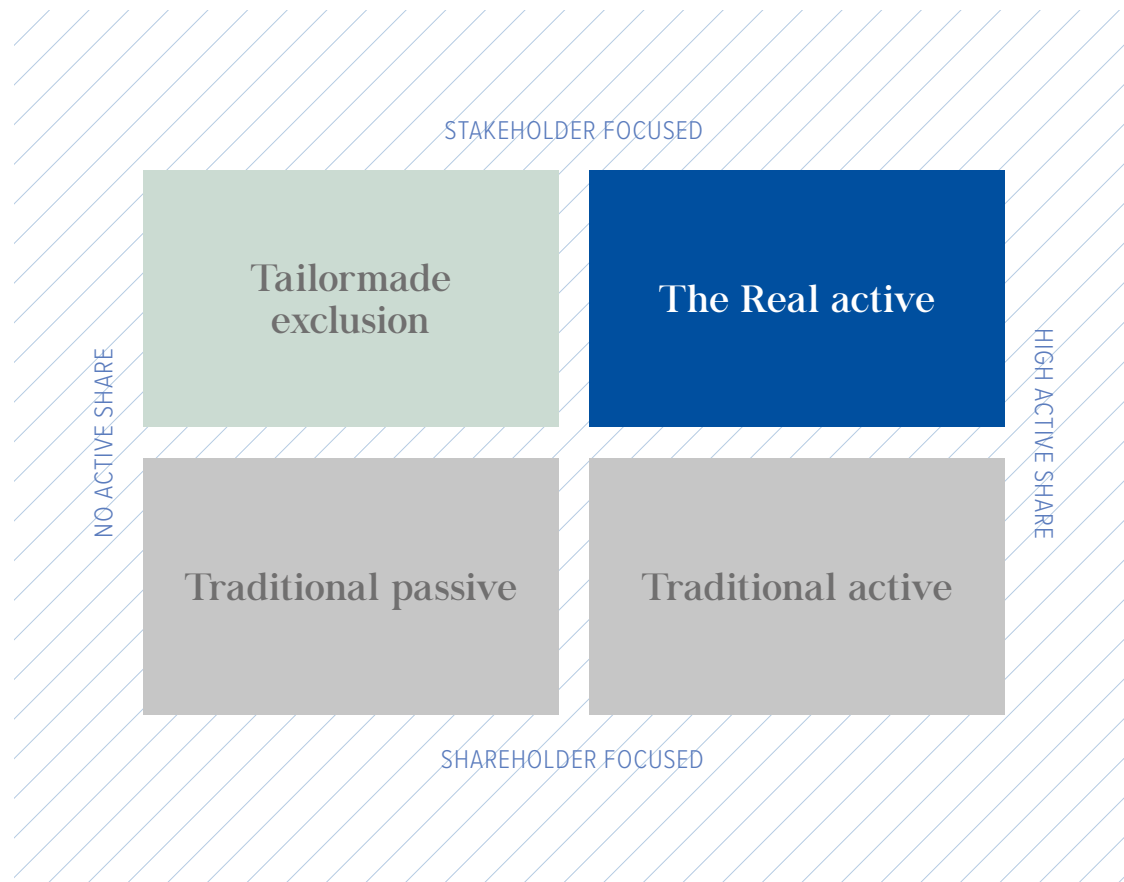 STAKEHOLDER FOCUSED
Tailormade
exclusion
The Real active
NO ACTIVE SHARE
HIGH ACTIVE SHARE
Traditional passive
Traditional active
SHAREHOLDER FOCUSED